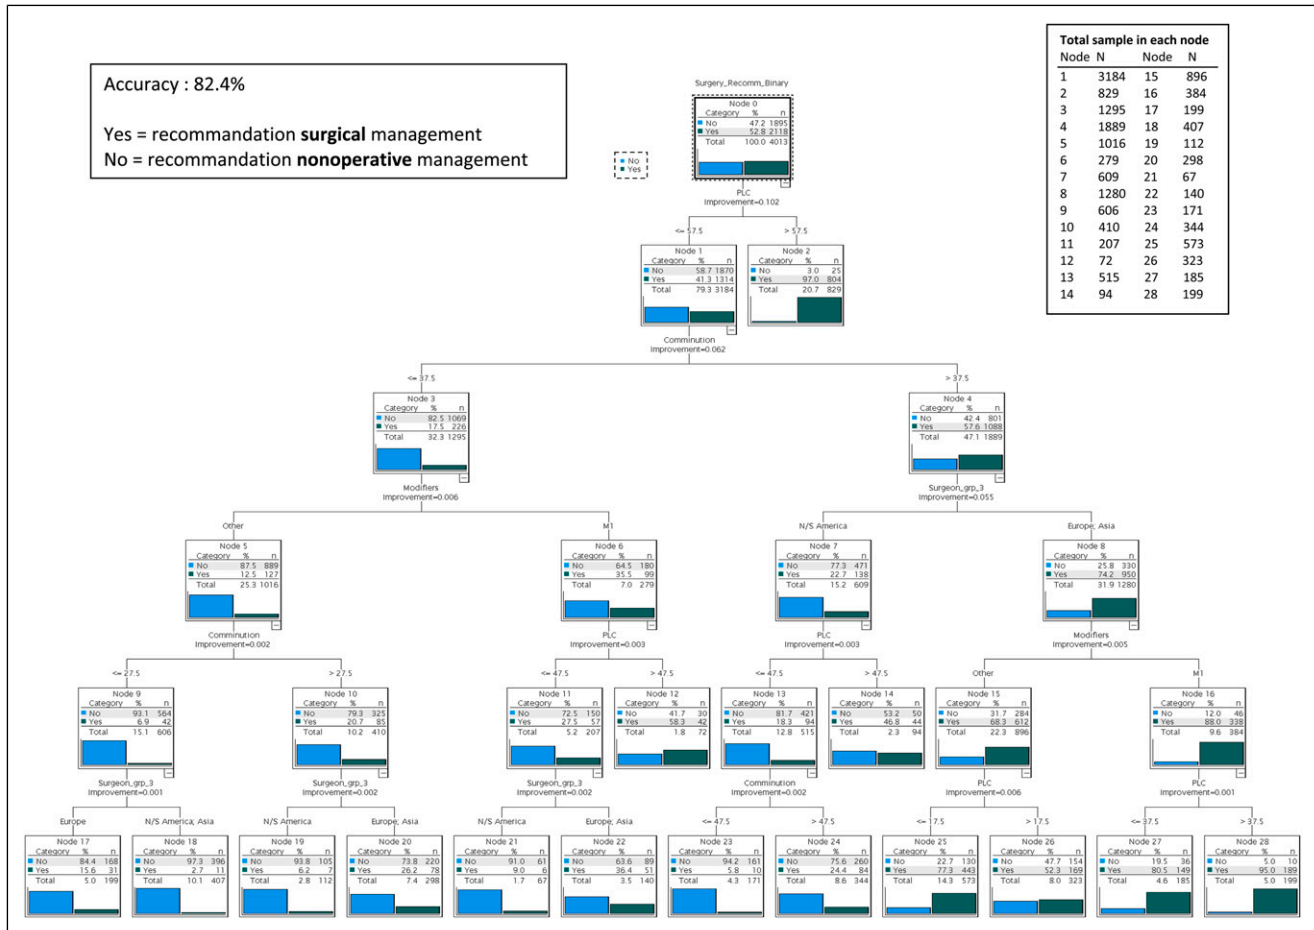 Accuracy : 82.4%
Yes = recommandation surgical management
No = recommandation nonoperative management
Total sample in each node
Node N Node N
1 3184 15 896
2 829 16 384
3 1295 17 199
4 1889 18 407
5 1016 19 112
6 279 20 298
7 609 21 67
8 1280 22 140
9 606 23 171
10 410 24 344
11 207 25 573
12 72 26 323
13 515 27 185
14 94 28 199
Surgery_Recomm_Binary
Node 0
Category % n
No 47.2 1895
Yes 52.8 2118
Total 100.0 4013
No
Yes
PLC
Improvement=0.102
<= 57.5 > 57.5
Node 1
Category % n
No 58.7 1870
Yes 41.3 1314
Total 79.3 3184
Node 2
Category % n
No 3.0 25
Yes 97.0 804
Total 20.7 829
Comminution
Improvement=0.062
<= 37.5 > 37.5
Node 3
Category % n
No 82.5 1069
Yes 17.5 226
Total 32.3 1295
Node 4
Category % n
No 42.4 801
Yes 57.6 1088
Total 47.1 1889
Modifiers
Improvement=0.006
Surgeon_grp_3
Improvement=0.055
Other M1 N/S America Europe; Asia
Node 5
Category % n
No 87.5 889
Yes 12.5 127
Total 25.3 1016
Node 6
Category % n
No 64.5 180
Yes 35.5 99
Total 7.0 279
Node 7
Category % n
No 77.3 471
Yes 22.7 138
Total 15.2 609
Node 8
Category % n
No 25.8 330
Yes 74.2 950
Total 31.9 1280
Comminution
Improvement=0.002
PLC
Improvement=0.003
PLC
Improvement=0.003
Modifiers
Improvement=0.005
<= 27.5 > 27.5 <= 47.5 > 47.5 <= 47.5 > 47.5 Other M1
Node 9
Category % n
No 93.1 564
Yes 6.9 42
Total 15.1 606
Node 10
Category % n
No 79.3 325
Yes 20.7 85
Total 10.2 410
Node 11
Category % n
No 72.5 150
Yes 27.5 57
Total 5.2 207
Node 12
Category % n
No 41.7 30
Yes 58.3 42
Total 1.8 72
Node 13
Category % n
No 81.7 421
Yes 18.3 94
Total 12.8 515
Node 14
Category % n
No 53.2 50
Yes 46.8 44
Total 2.3 94
Node 15
Category % n
No 31.7 284
Yes 68.3 612
Total 22.3 896
Node 16
Category % n
No 12.0 46
Yes 88.0 338
Total 9.6 384
Surgeon_grp_3
Improvement=0.001
Surgeon_grp_3
Improvement=0.002
Surgeon_grp_3
Improvement=0.002
Comminution
Improvement=0.002
PLC
Improvement=0.006
PLC
Improvement=0.001
Europe N/S America; Asia N/S America Europe; Asia N/S America Europe; Asia <= 47.5 > 47.5 <= 17.5 > 17.5 <= 37.5 > 37.5
Node 17
Category % n
No 84.4 168
Yes 15.6 31
Total 5.0 199
Node 18
Category % n
No 97.3 396
Yes 2.7 11
Total 10.1 407
Node 19
Category % n
No 93.8 105
Yes 6.2 7
Total 2.8 112
Node 20
Category % n
No 73.8 220
Yes 26.2 78
Total 7.4 298
Node 21
Category % n
No 91.0 61
Yes 9.0 6
Total 1.7 67
Node 22
Category % n
No 63.6 89
Yes 36.4 51
Total 3.5 140
Node 23
Category % n
No 94.2 161
Yes 5.8 10
Total 4.3 171
Node 24
Category % n
No 75.6 260
Yes 24.4 84
Total 8.6 344
Node 25
Category % n
No 22.7 130
Yes 77.3 443
Total 14.3 573
Node 26
Category % n
No 47.7 154
Yes 52.3 169
Total 8.0 323
Node 27
Category % n
No 19.5 36
Yes 80.5 149
Total 4.6 185
Node 28
Category % n
No 5.0 10
Yes 95.0 189
Total 5.0 199